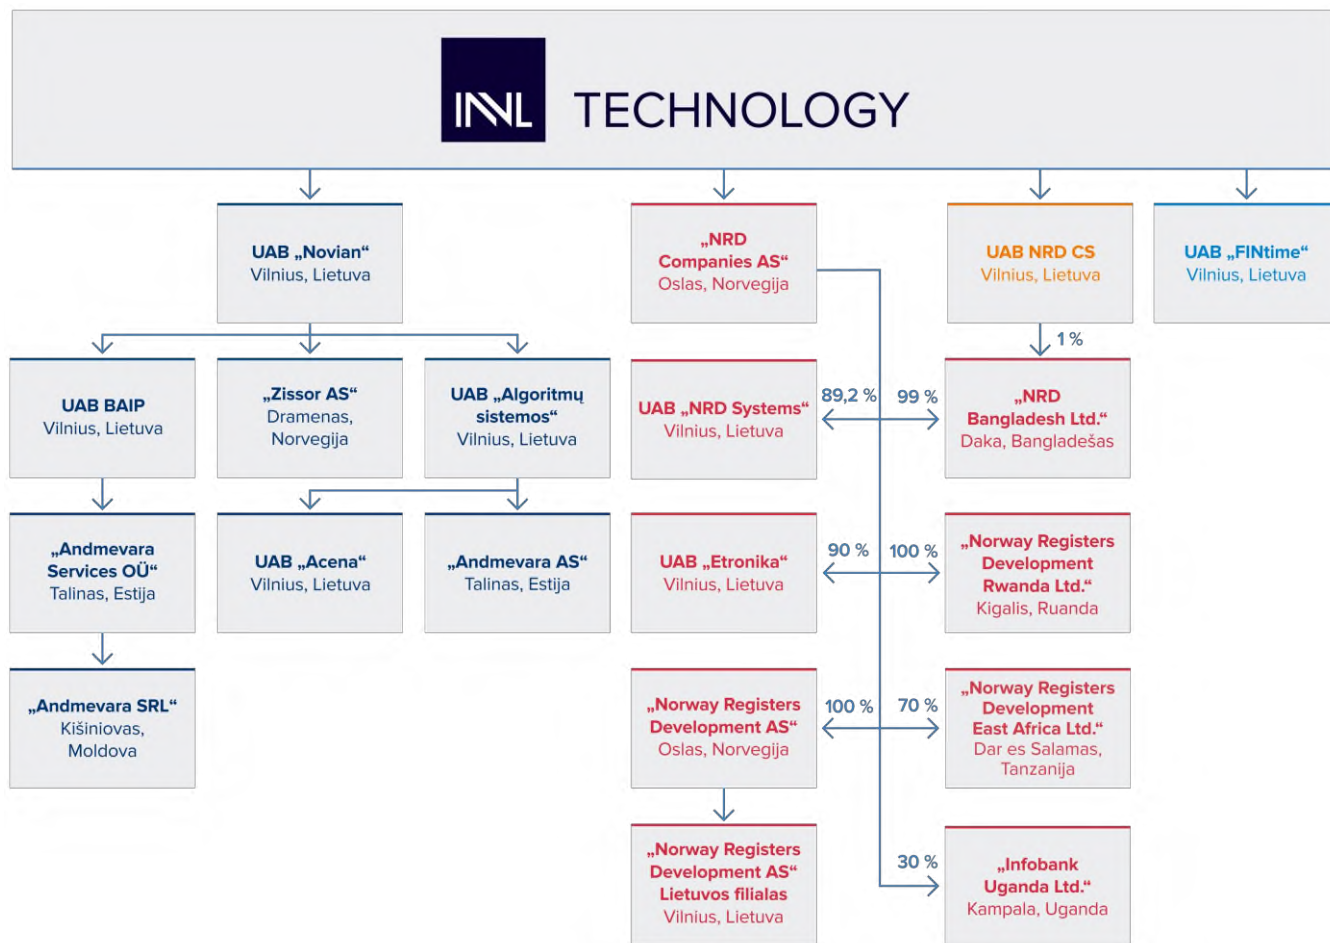 INVL TECHNOLOGY
UAB „Novian“
Vilnius, Lietuva
„NRD
Companies AS“
Oslas, Norvegija
UAB NRD CS
Vilnius, Lietuva
UAB „FINtime“
Vilnius, Lietuva
1 %
UAB BAIP
Vilnius, Lietuva
„Zissor AS“
Dramenas,
Norvegija
UAB „Algoritmų
sistemos“
Vilnius, Lietuva
UAB „NRD Systems“
Vilnius, Lietuva
89,2 %
99 %
„NRD
Bangladesh Ltd.“
Daka, Bangladešas
„Andmevara
Services OÜ“
Talinas, Estija
UAB „Acena“
Vilnius, Lietuva
„Andmevara AS“
Talinas, Estija
UAB „Etronika“
Vilnius, Lietuva
90 %
100 %
„Norway Registers
Development
Rwanda Ltd.“
Kigalis, Ruanda
„Andmevara SRL“
Kišiniovas,
Moldova
„Norway Registers
Development AS“
Oslas, Norvegija
100 %
70 %
„Norway Registers
Development
East Africa Ltd.“
Dar es Salamas,
Tanzanija
„Norway Registers
Development AS“
Lietuvos filialas
Vilnius, Lietuva
30 %
„Infobank
Uganda Ltd.“
Kampala, Uganda